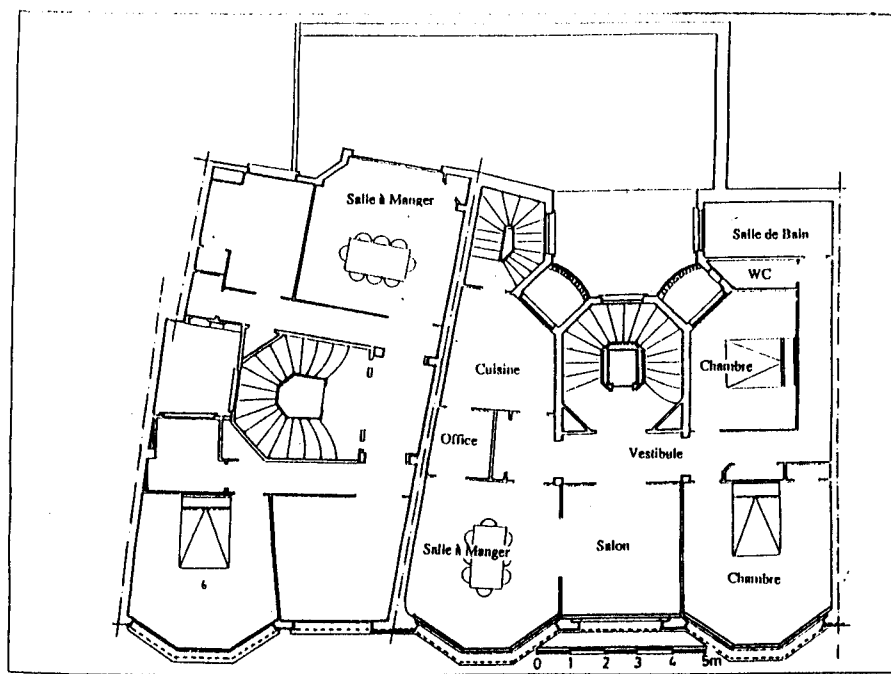 Salle à Manger
Salle de Bain
WC
Cuisine
Chambre
Office
Vestibule
Salle à Manger
Salon
Chambre
6
0 1 2 3 4 5m